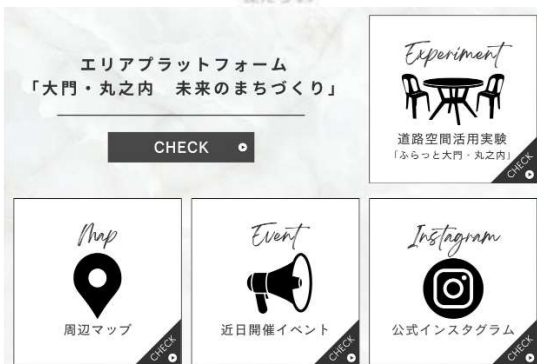 エリアプラットフォーム
「大門・丸之内　未来のまちづくり」
CHECK
Experiment
道路空間活用実験
「ふらっと大門・丸之内」
CHECK
Map
周辺マップ
CHECK
Event
近日開催イベント
CHECK
Instagram
公式インスタグラム
CHECK